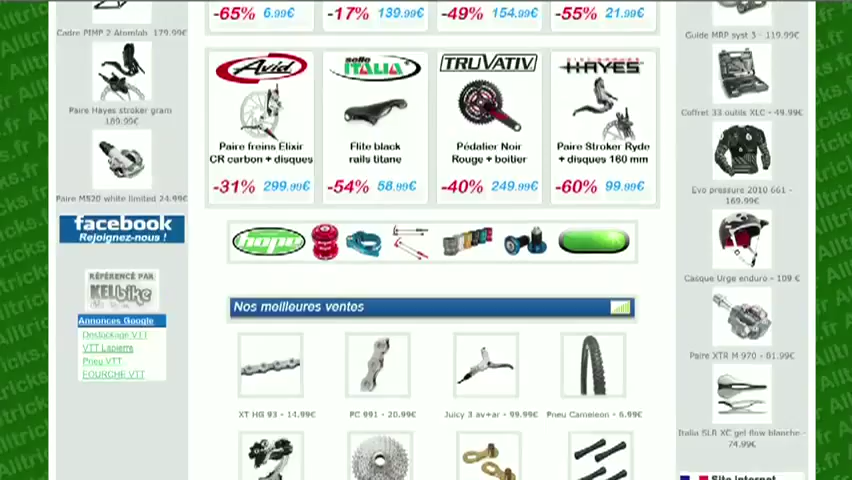 -65% 6.99€
-17% 139.99€
-49% 154.99€
-55% 21.99€
Cadre PIMP 2 Atomlab 179.99€
Paire Hayes stroker gram
189.99€
Paire M520 white limited 24.99€
facebook
Rejoignez-nous !
RÉFÉRENCÉ PAR
KELbike
Annonces Google
Destockage VTT
VTT Lapierre
Pneu VTT
FOURCHE VTT
Avid
Paire freins Elixir
CR carbon + disques
-31% 299.99€
selle
ITALIA
Flite black
rails titane
-54% 58.99€
TRUVATIV
Pédalier Noir
Rouge + boitier
-40% 249.99€
HAYES
Paire Stroker Ryde
+ disques 160 mm
-60% 99.99€
hope
Nos meilleures ventes
XT HG 93 - 14.99€
PC 991 - 20.99€
Juicy 3 av+ar - 99.99€
Pneu Cameleon - 6.99€
Guide MRP syst 3 - 119.99€
Coffret 33 outils XLC - 49.99€
Evo pressure 2010 661 -
169.99€
Casque Urge enduro - 109 €
Paire XTR M 970 - 81.99€
Italia SLR XC gel flow blanche -
74.99€
Site Internet
Alltricks.fr